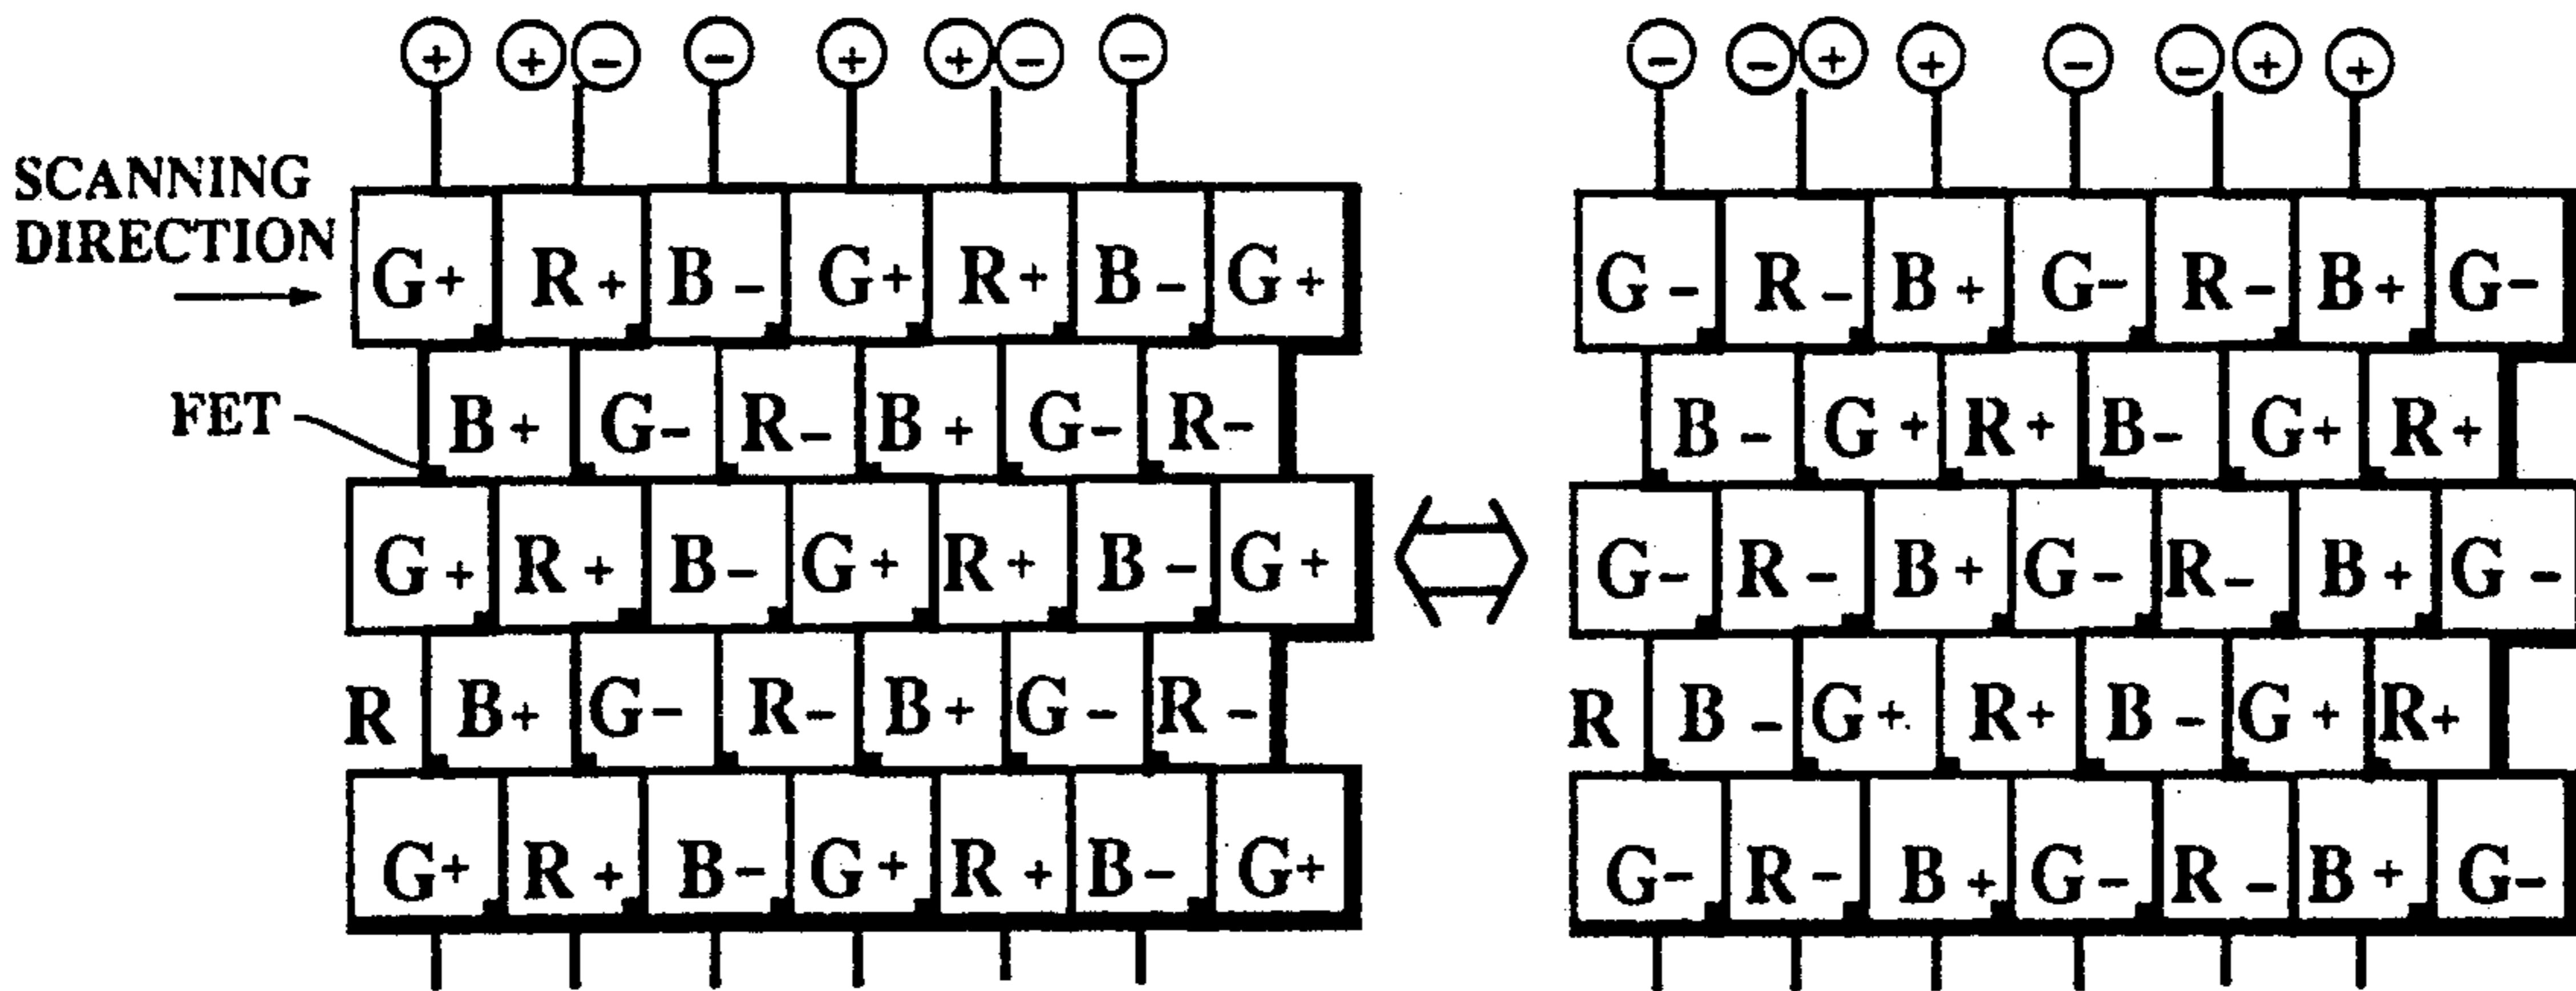 + + - - + + - - - - + + - - + +
SCANNING
DIRECTION
G+ R+ B- G+ R+ B- G+ G- R- B+ G- R- B+ G-
FET
B+ G- R- B+ G- R- B- G+ R+ B- G+ R+
G+ R+ B- G+ R+ B- G+ G- R- B+ G- R- B+ G-
R B+ G- R- B+ G- R- R B- G+ R+ B- G+ R+
G+ R+ B- G+ R+ B- G+ G- R- B+ G- R- B+ G-